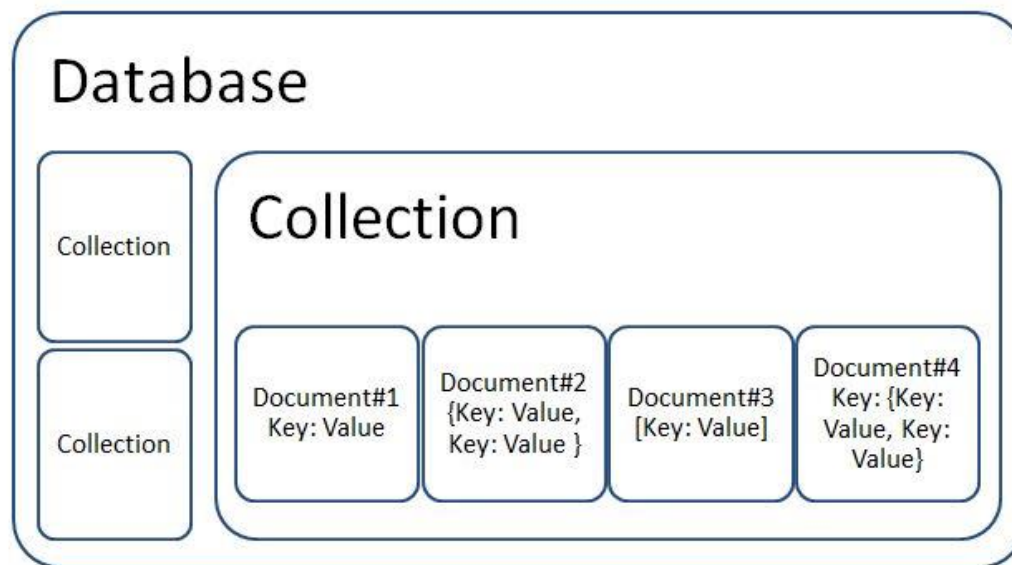 Database
Collection
Collection
Collection
Document#1
Key: Value
Document#2
{Key: Value,
Key: Value }
Document#3
[Key: Value]
Document#4
Key: {Key:
Value, Key:
Value}